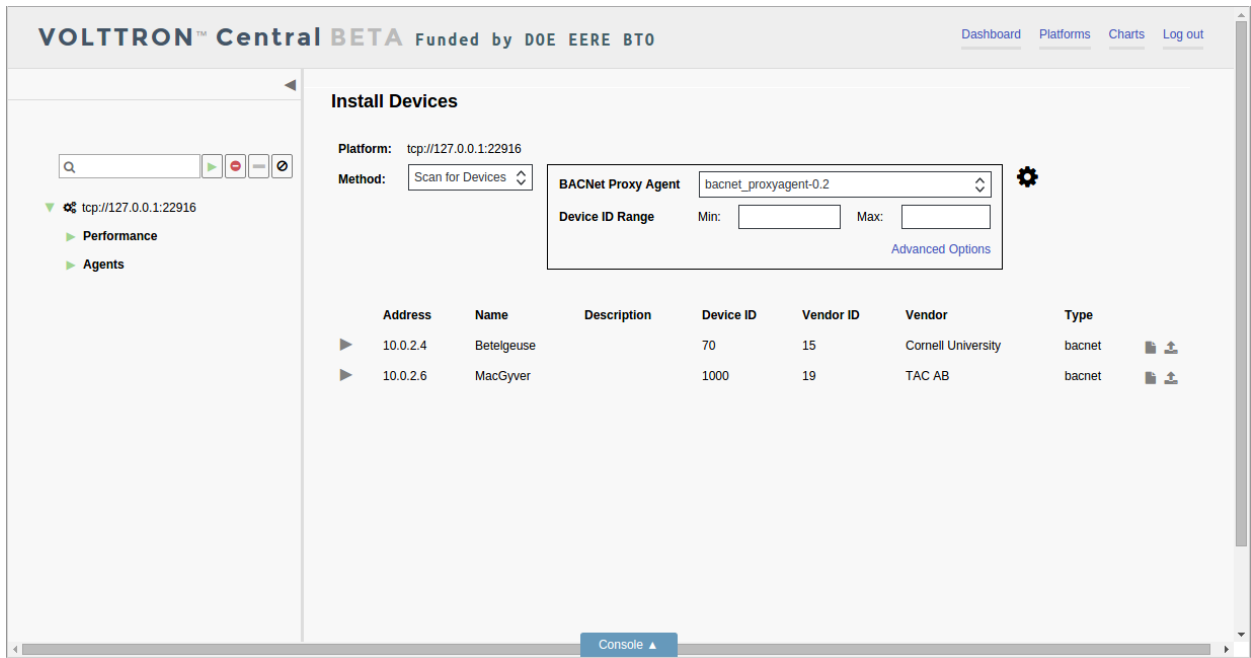 VOLTTRON™ Central BETA Funded by DOE EERE BTO
Dashboard Platforms Charts Log out
Install Devices
Platform: tcp://127.0.0.1:22916
Method: Scan for Devices
BACNet Proxy Agent bacnet_proxyagent-0.2
Device ID Range Min: Max:
Advanced Options
tcp://127.0.0.1:22916
Performance
Agents
Address Name Description Device ID Vendor ID Vendor Type
10.0.2.4 Betelgeuse 70 15 Cornell University bacnet
10.0.2.6 MacGyver 1000 19 TAC AB bacnet
Console ▲